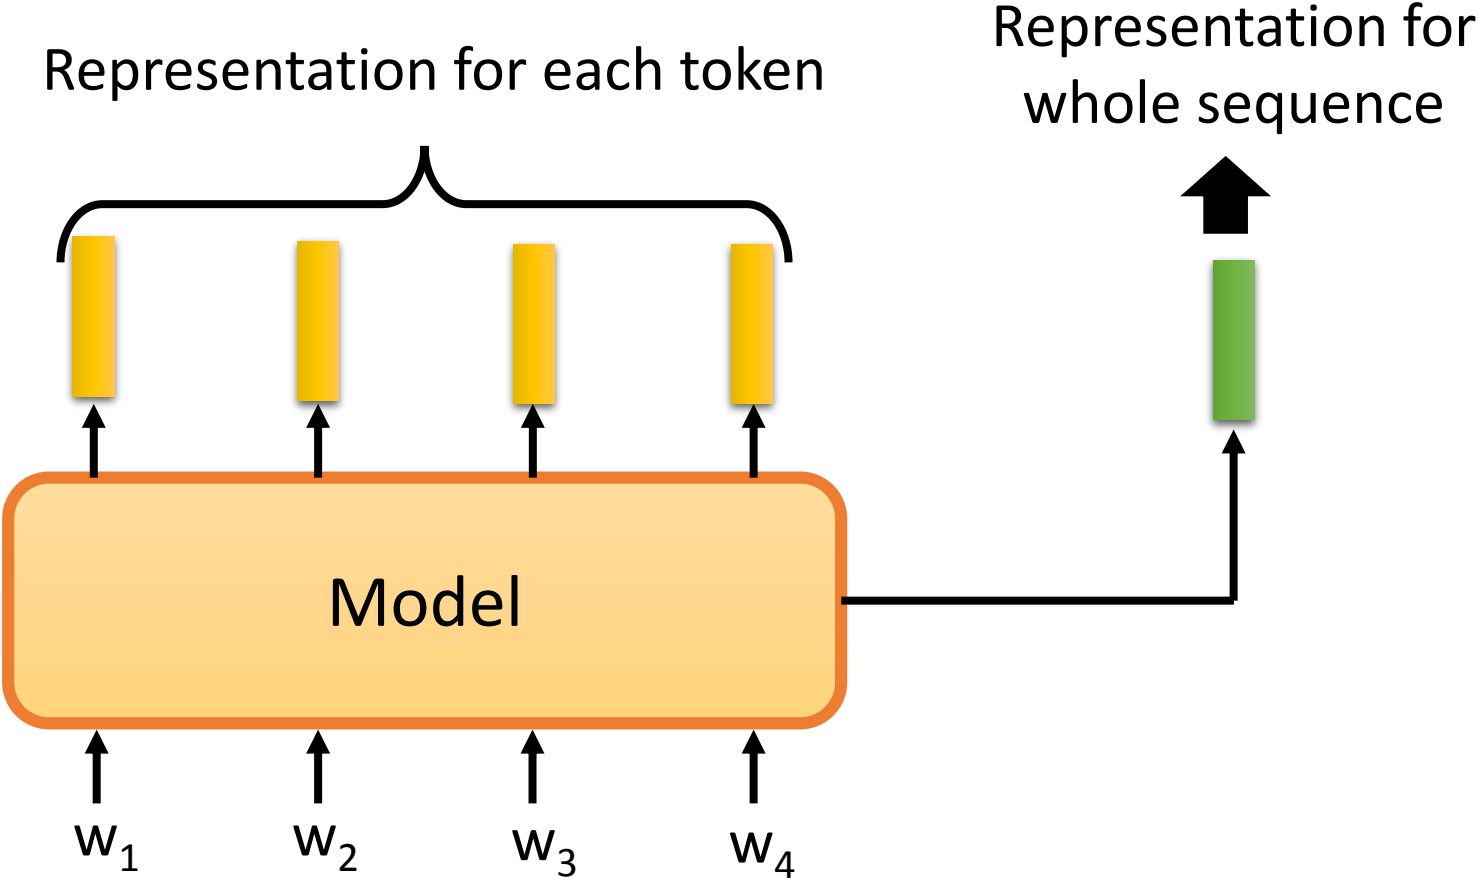 Representation for each token
Representation for
whole sequence
Model
w1 w2 w3 w4